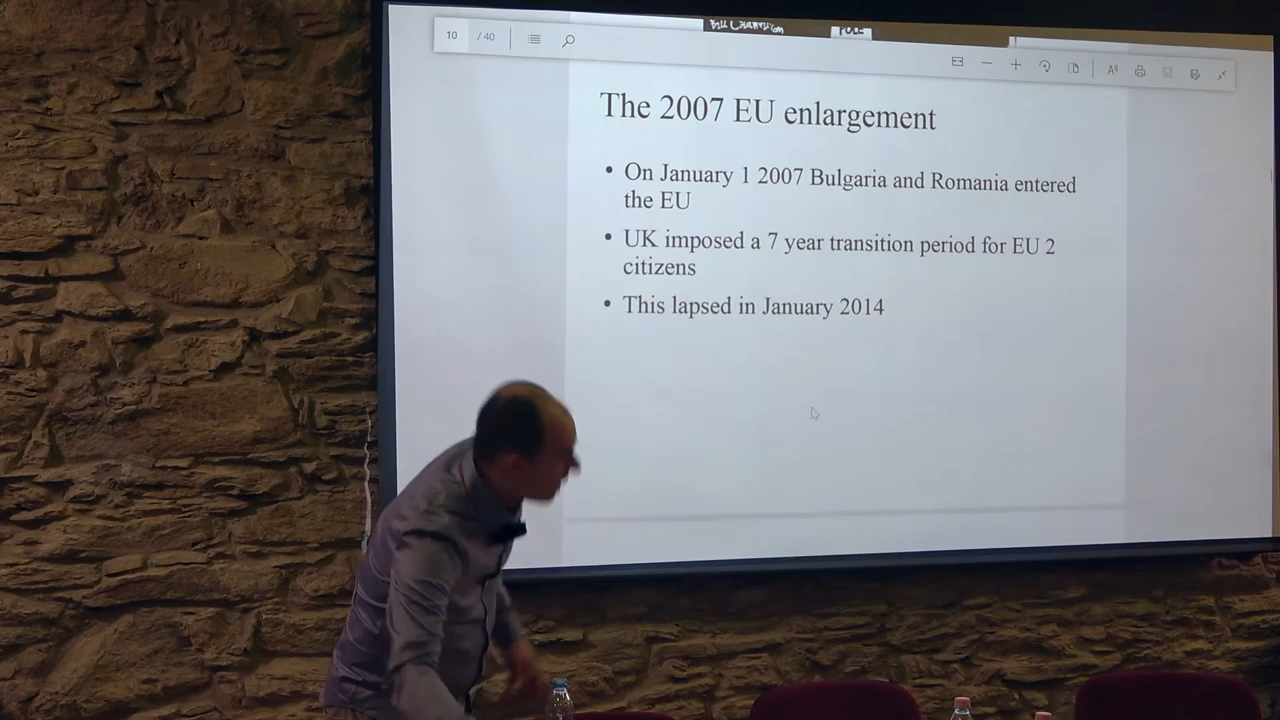 10 / 40
POLE
The 2007 EU enlargement
• On January 1 2007 Bulgaria and Romania entered
the EU
• UK imposed a 7 year transition period for EU 2
citizens
• This lapsed in January 2014